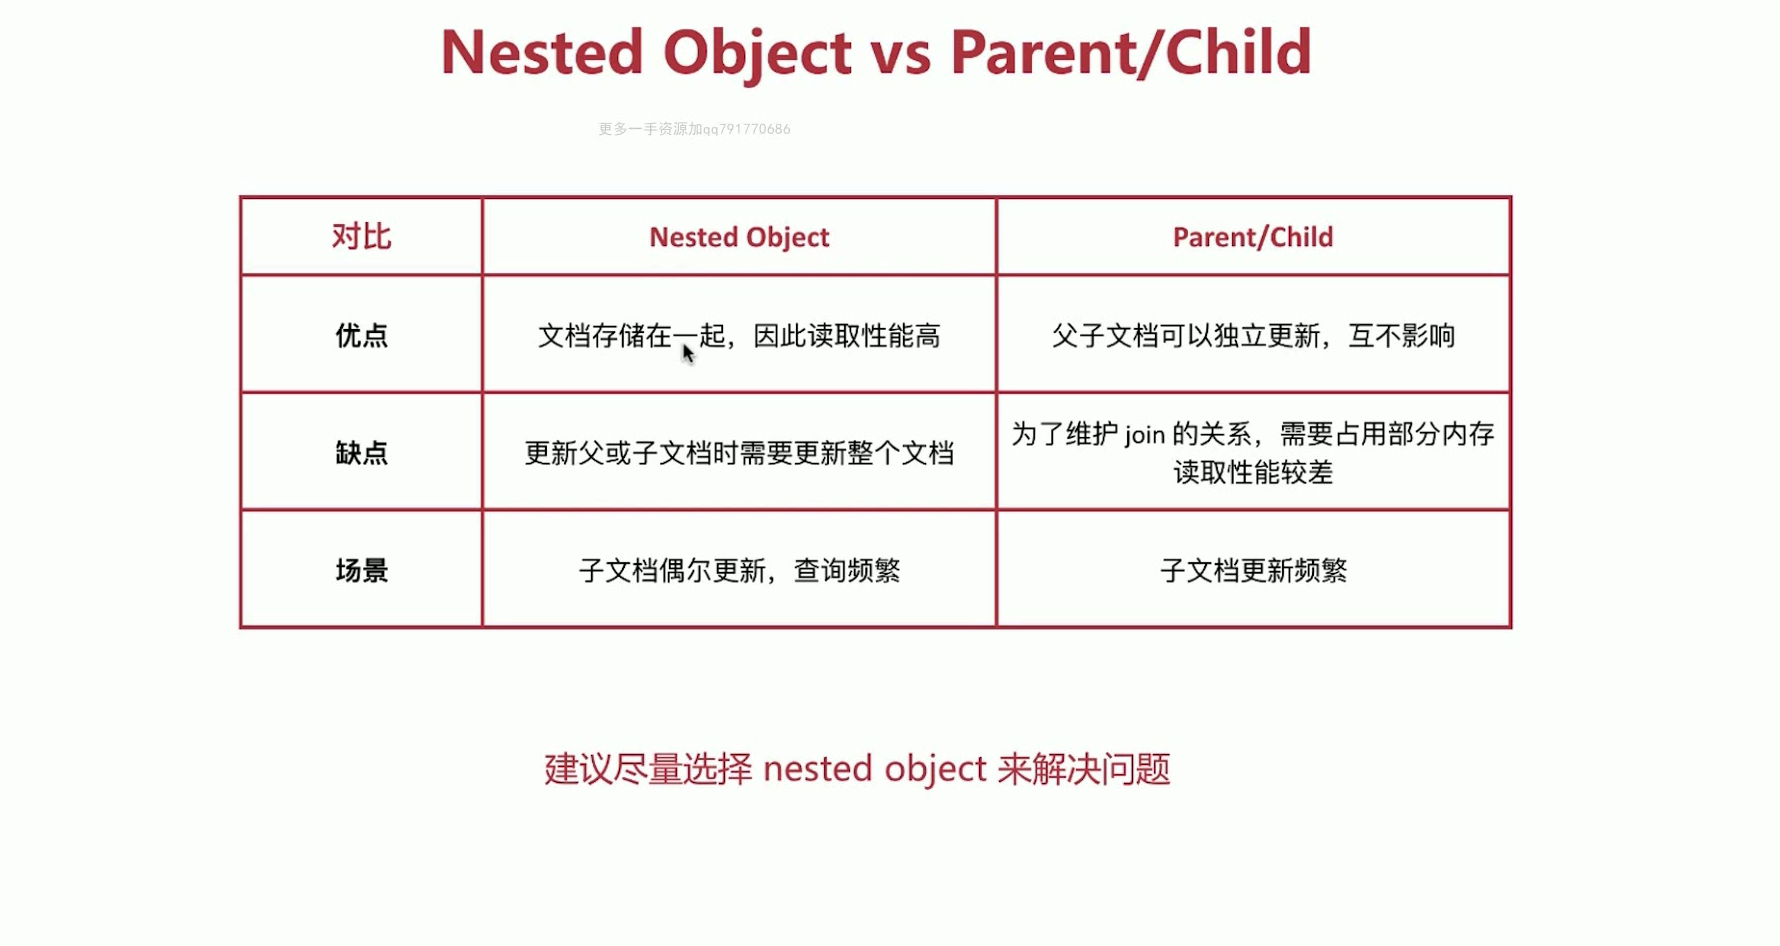 Nested Object vs Parent/Child
更多一手资源加qq791770686
对比
Nested Object
Parent/Child
优点
文档存储在一起，因此读取性能高
父子文档可以独立更新，互不影响
缺点
更新父或子文档时需要更新整个文档
为了维护 join 的关系，需要占用部分内存
读取性能较差
场景
子文档偶尔更新，查询频繁
子文档更新频繁
建议尽量选择 nested object 来解决问题